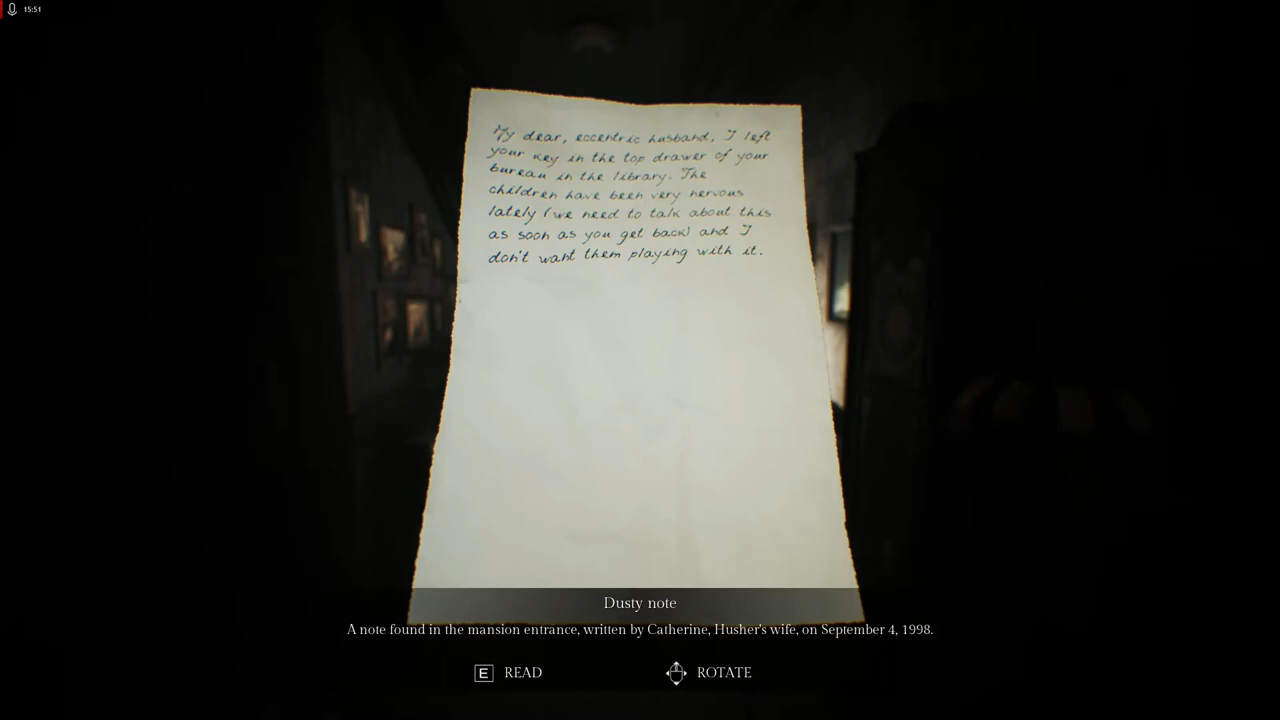 15:51
My dear, eccentric husband, I left
your key in the top drawer of your
bureau in the library. The
children have been very nervous
lately (we need to talk about this
as soon as you get back) and I
don't want them playing with it.
Dusty note
A note found in the mansion entrance, written by Catherine, Husher's wife, on September 4, 1998.
E READ ROTATE